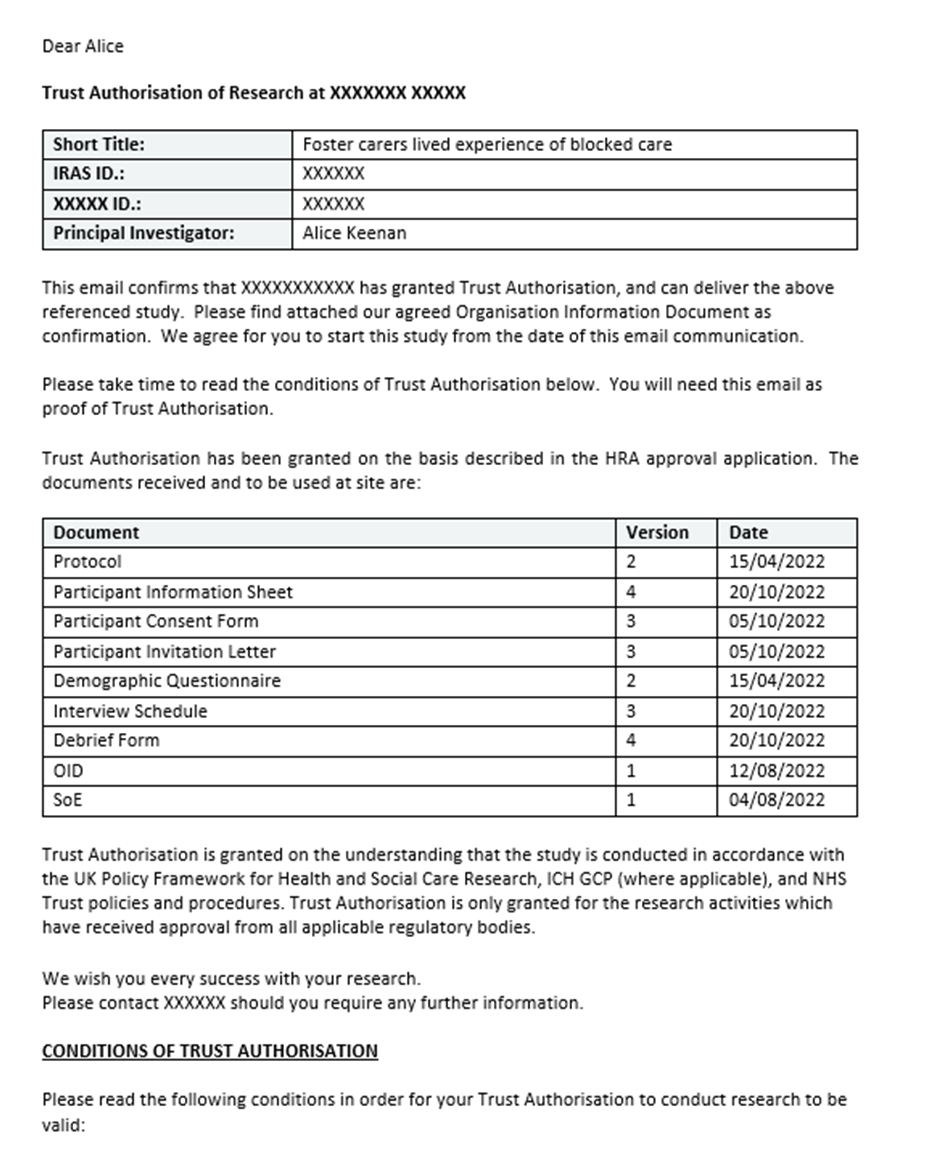 Dear Alice
Trust Authorisation of Research at XXXXXXX XXXXX
Short Title: Foster carers lived experience of blocked care
IRAS ID.: XXXXXX
XXXXX ID.: XXXXXX
Principal Investigator: Alice Keenan
This email confirms that XXXXXXXXXXX has granted Trust Authorisation, and can deliver the above
referenced study.  Please find attached our agreed Organisation Information Document as
confirmation.  We agree for you to start this study from the date of this email communication.
Please take time to read the conditions of Trust Authorisation below.  You will need this email as
proof of Trust Authorisation.
Trust Authorisation has been granted on the basis described in the HRA approval application.  The
documents received and to be used at site are:
Document Version Date
Protocol 2 15/04/2022
Participant Information Sheet 4 20/10/2022
Participant Consent Form 3 05/10/2022
Participant Invitation Letter 3 05/10/2022
Demographic Questionnaire 2 15/04/2022
Interview Schedule 3 20/10/2022
Debrief Form 4 20/10/2022
OID 1 12/08/2022
SoE 1 04/08/2022
Trust Authorisation is granted on the understanding that the study is conducted in accordance with
the UK Policy Framework for Health and Social Care Research, ICH GCP (where applicable), and NHS
Trust policies and procedures. Trust Authorisation is only granted for the research activities which
have received approval from all applicable regulatory bodies.
We wish you every success with your research.
Please contact XXXXXX should you require any further information.
CONDITIONS OF TRUST AUTHORISATION
Please read the following conditions in order for your Trust Authorisation to conduct research to be
valid: